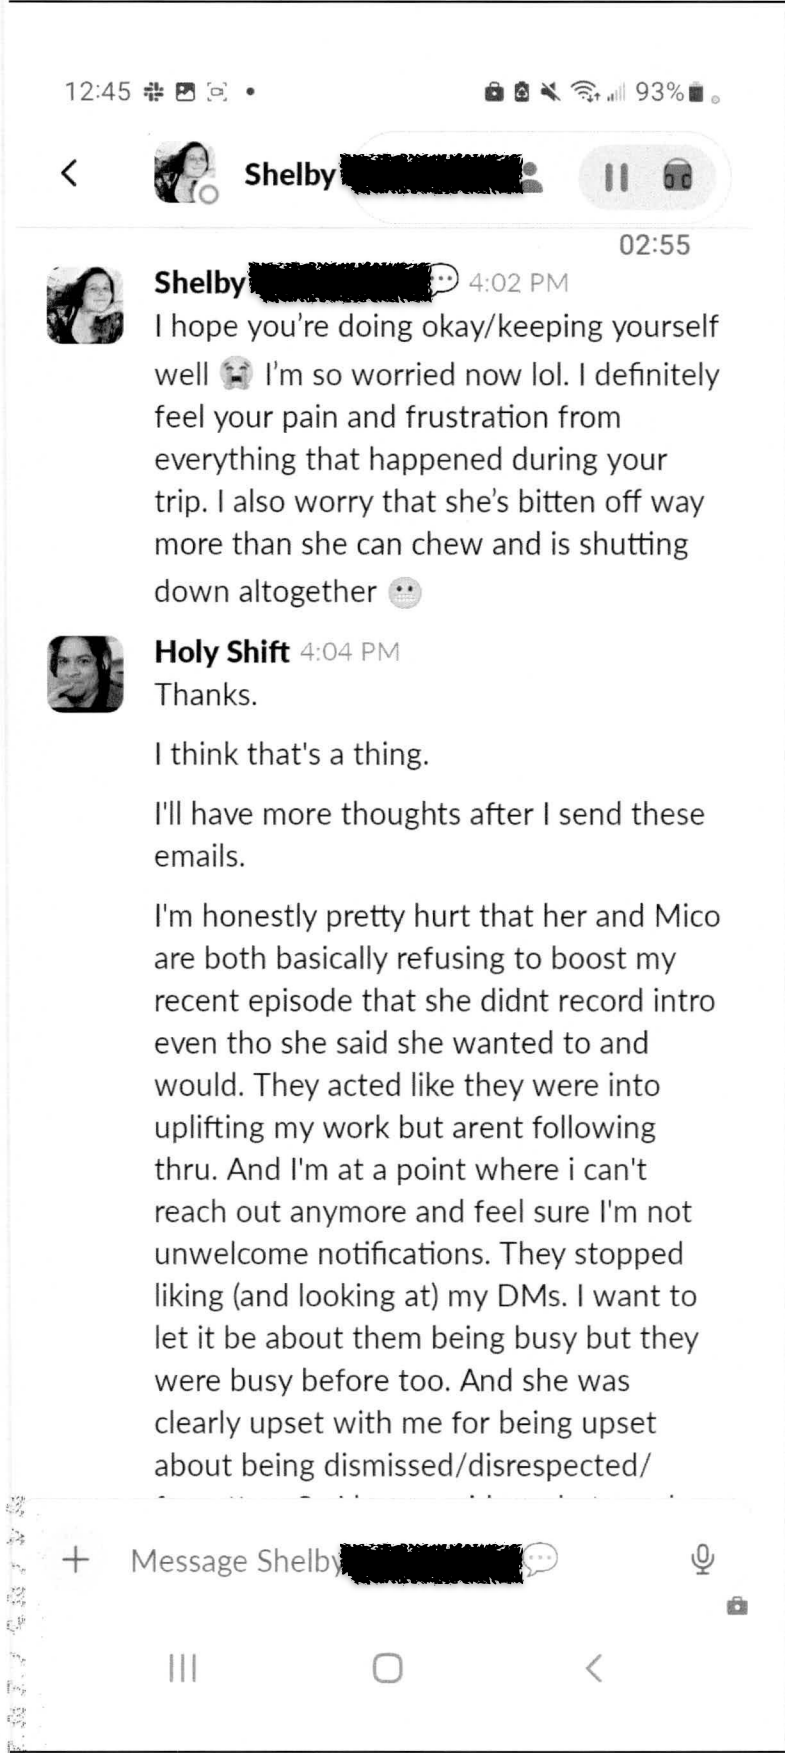 12:45 93%
Shelby
02:55
Shelby 4:02 PM
I hope you're doing okay/keeping yourself
well 😭 I'm so worried now lol. I definitely
feel your pain and frustration from
everything that happened during your
trip. I also worry that she's bitten off way
more than she can chew and is shutting
down altogether 😬
Holy Shift 4:04 PM
Thanks.
I think that's a thing.
I'll have more thoughts after I send these
emails.
I'm honestly pretty hurt that her and Mico
are both basically refusing to boost my
recent episode that she didnt record intro
even tho she said she wanted to and
would. They acted like they were into
uplifting my work but arent following
thru. And I'm at a point where i can't
reach out anymore and feel sure I'm not
unwelcome notifications. They stopped
liking (and looking at) my DMs. I want to
let it be about them being busy but they
were busy before too. And she was
clearly upset with me for being upset
about being dismissed/disrespected/
Message Shelby